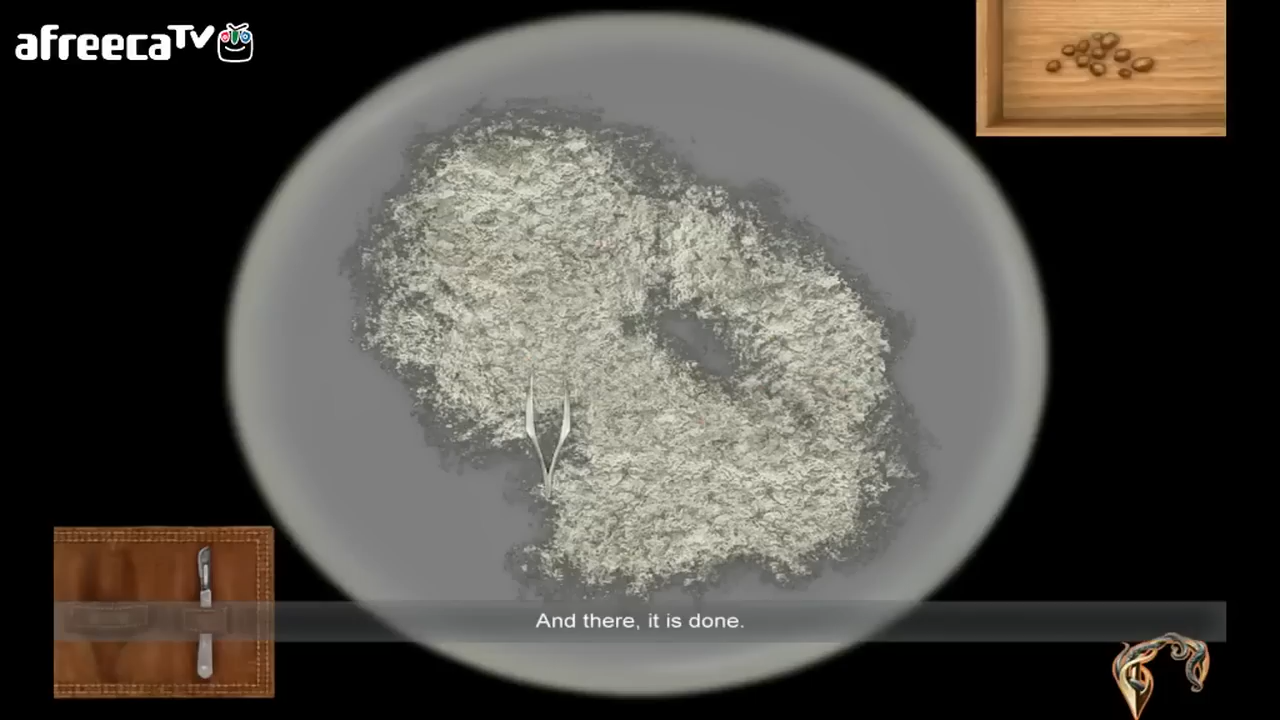 afreecaTV
And there, it is done.